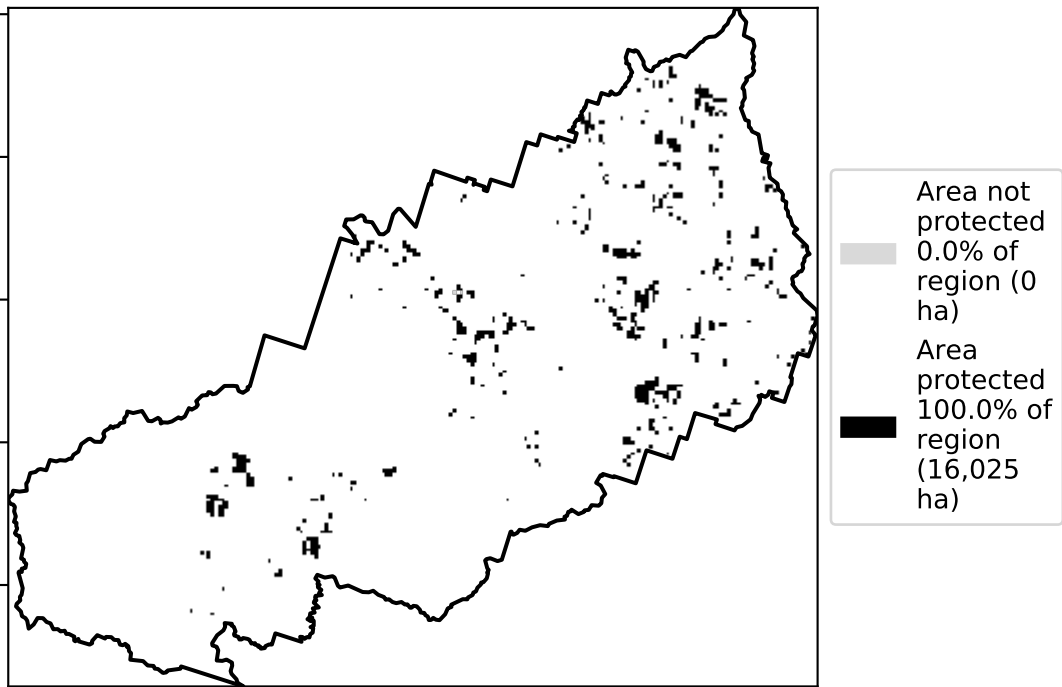 Area not
protected
0.0% of
region (0
ha)
Area
protected
100.0% of
region
(16,025
ha)